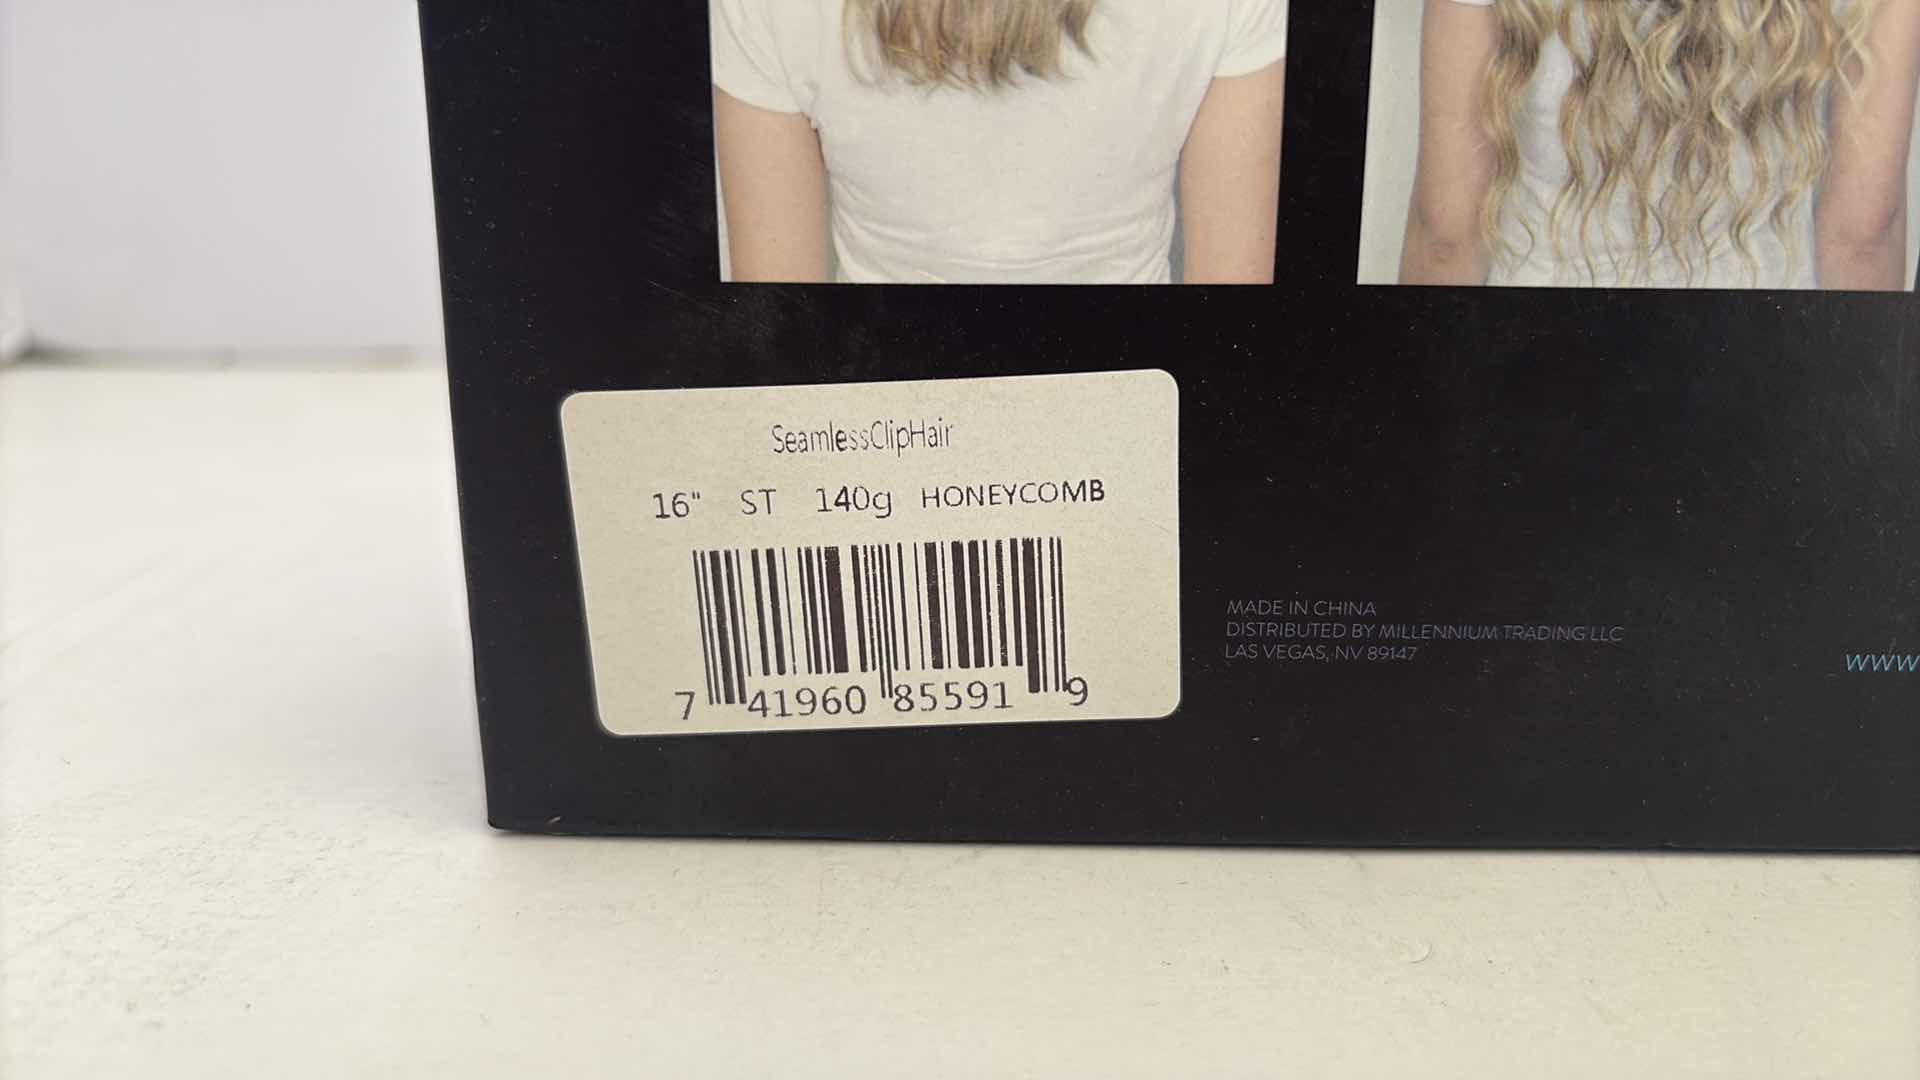 SeamlessClipHair
16" ST 140g HONEYCOMB
7 41960 85591 9
MADE IN CHINA
DISTRIBUTED BY MILLENNIUM TRADING LLC
LAS VEGAS, NV 89147
www